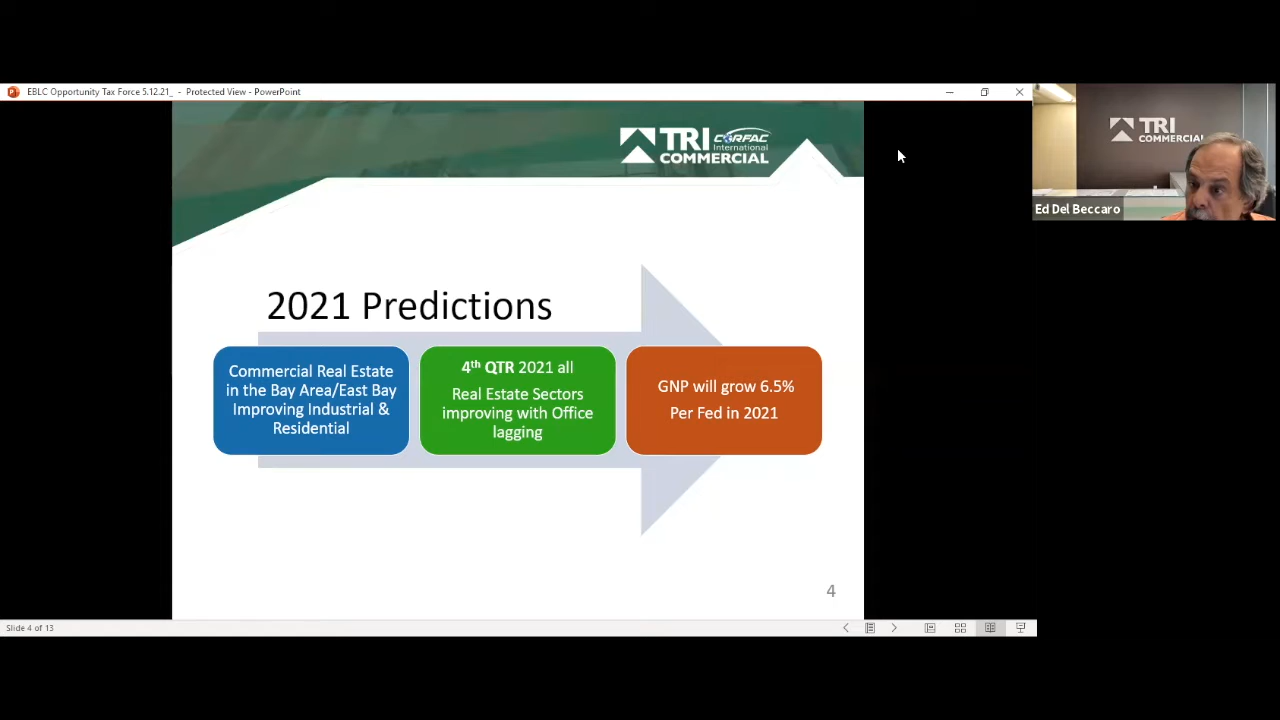 EBLC Opportunity Tax Force 5.12.21_ - Protected View - PowerPoint
TRI CORFAC
International
COMMERCIAL
TRI
COMMERCIAL
Ed Del Beccaro
2021 Predictions
Commercial Real Estate
in the Bay Area/East Bay
Improving Industrial &
Residential
4th QTR 2021 all
Real Estate Sectors
improving with Office
lagging
GNP will grow 6.5%
Per Fed in 2021
4
Slide 4 of 13